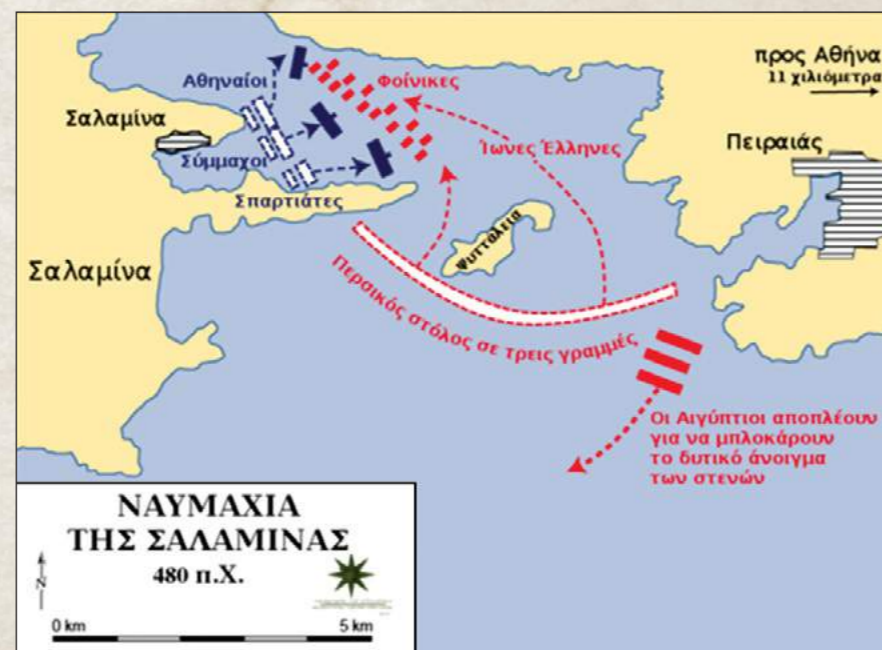 προς Αθήνα
11 χιλιόμετρα
Αθηναίοι
Φοίνικες
Σαλαμίνα
Πειραιάς
Ίωνες Έλληνες
Σύμμαχοι
Σπαρτιάτες
Ψυττάλεια
Σαλαμίνα
Περσικός στόλος σε τρεις γραμμές
Οι Αιγύπτιοι αποπλέουν
για να μπλοκάρουν
το δυτικό άνοιγμα
των στενών
ΝΑΥΜΑΧΙΑ
ΤΗΣ ΣΑΛΑΜΙΝΑΣ
480 π.Χ.
N
0 km
5 km